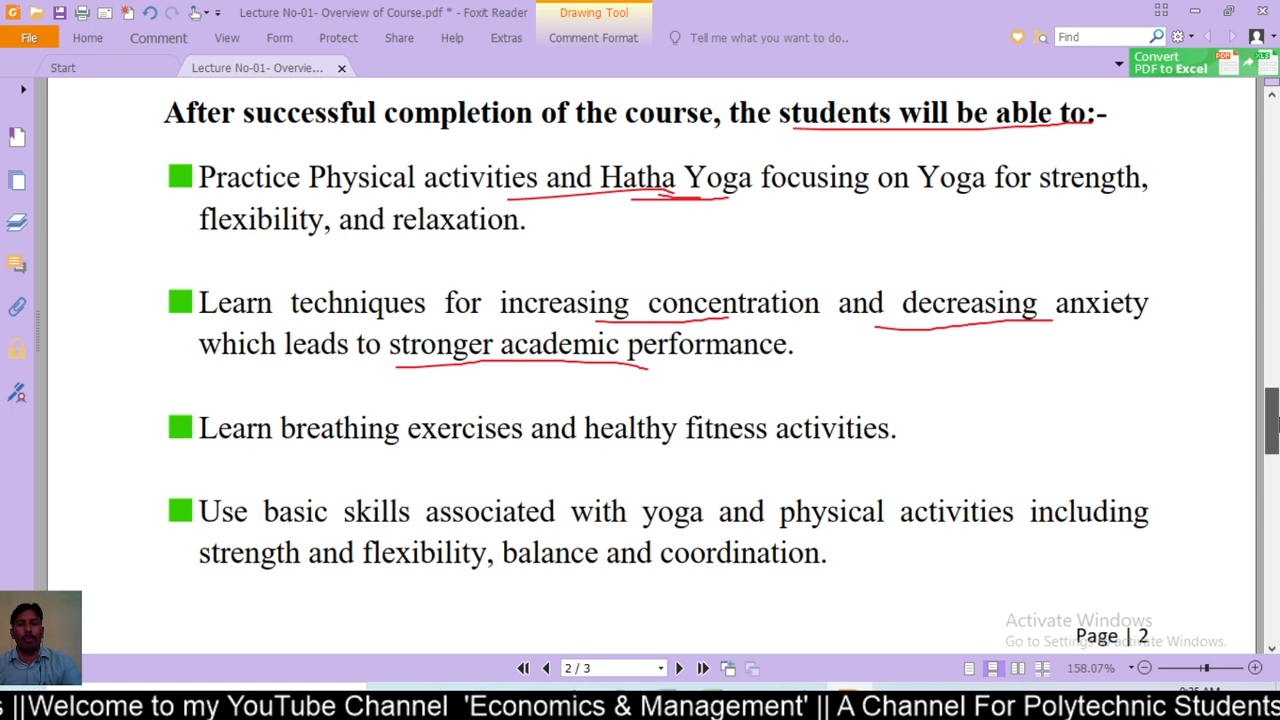 Lecture No-01- Overview of Course.pdf * - Foxit Reader
Drawing Tool
File Home Comment View Form Protect Share Help Extras Comment Format Tell me what you want to do.. Find
Start Lecture No-01- Overvie...
Convert
PDF to Excel
After successful completion of the course, the students will be able to:-
Practice Physical activities and Hatha Yoga focusing on Yoga for strength,
flexibility, and relaxation.
Learn techniques for increasing concentration and decreasing anxiety
which leads to stronger academic performance.
Learn breathing exercises and healthy fitness activities.
Use basic skills associated with yoga and physical activities including
strength and flexibility, balance and coordination.
Activate Windows
Page | 2
Go to Settings to activate Windows.
2 / 3
158.07%
||Welcome to my YouTube Channel 'Economics & Management' || A Channel For Polytechnic Students